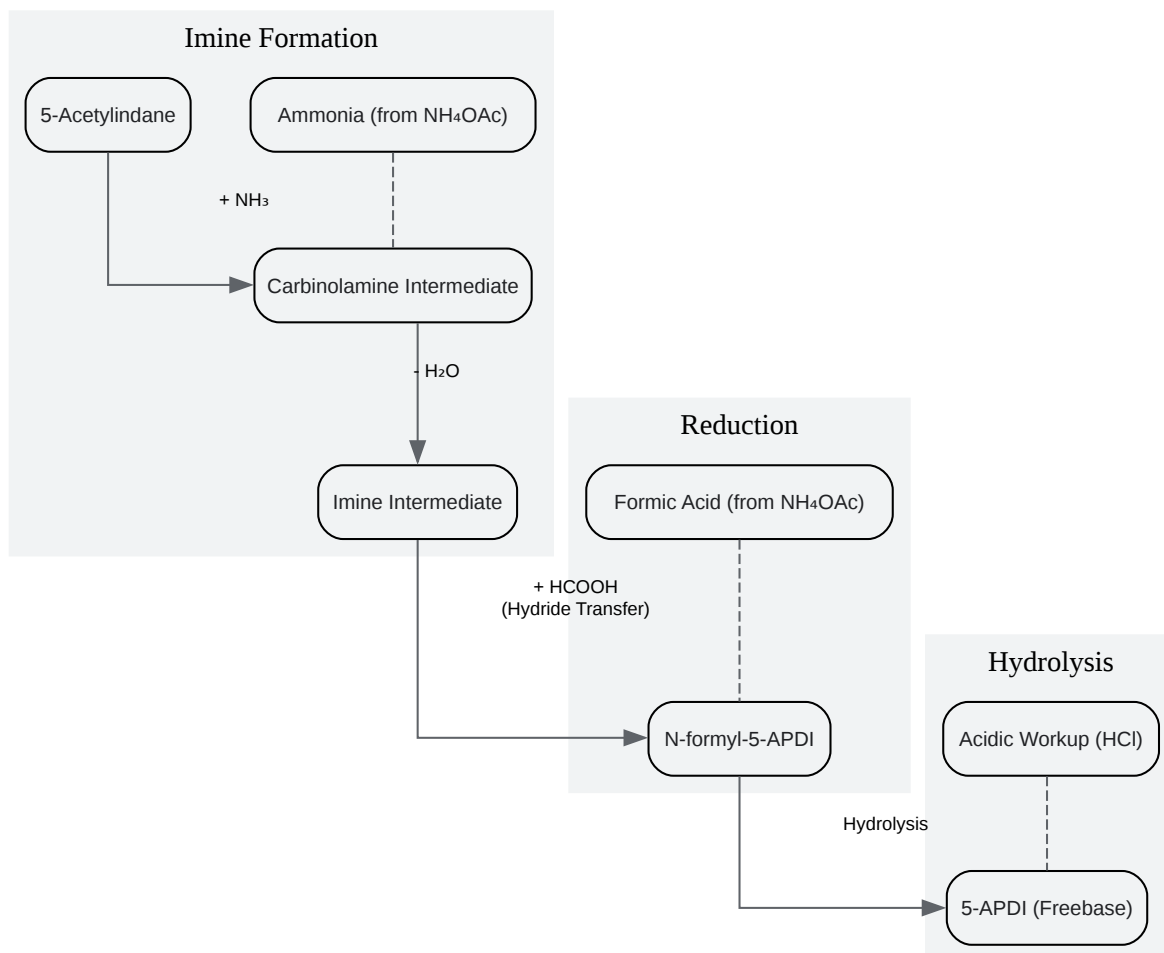 Imine Formation
5-Acetylindane
Ammonia (from NH₄OAc)
+ NH₃
Carbinolamine Intermediate
- H₂O
Reduction
Imine Intermediate
Formic Acid (from NH₄OAc)
+ HCOOH
(Hydride Transfer)
Hydrolysis
N-formyl-5-APDI
Acidic Workup (HCl)
Hydrolysis
5-APDI (Freebase)